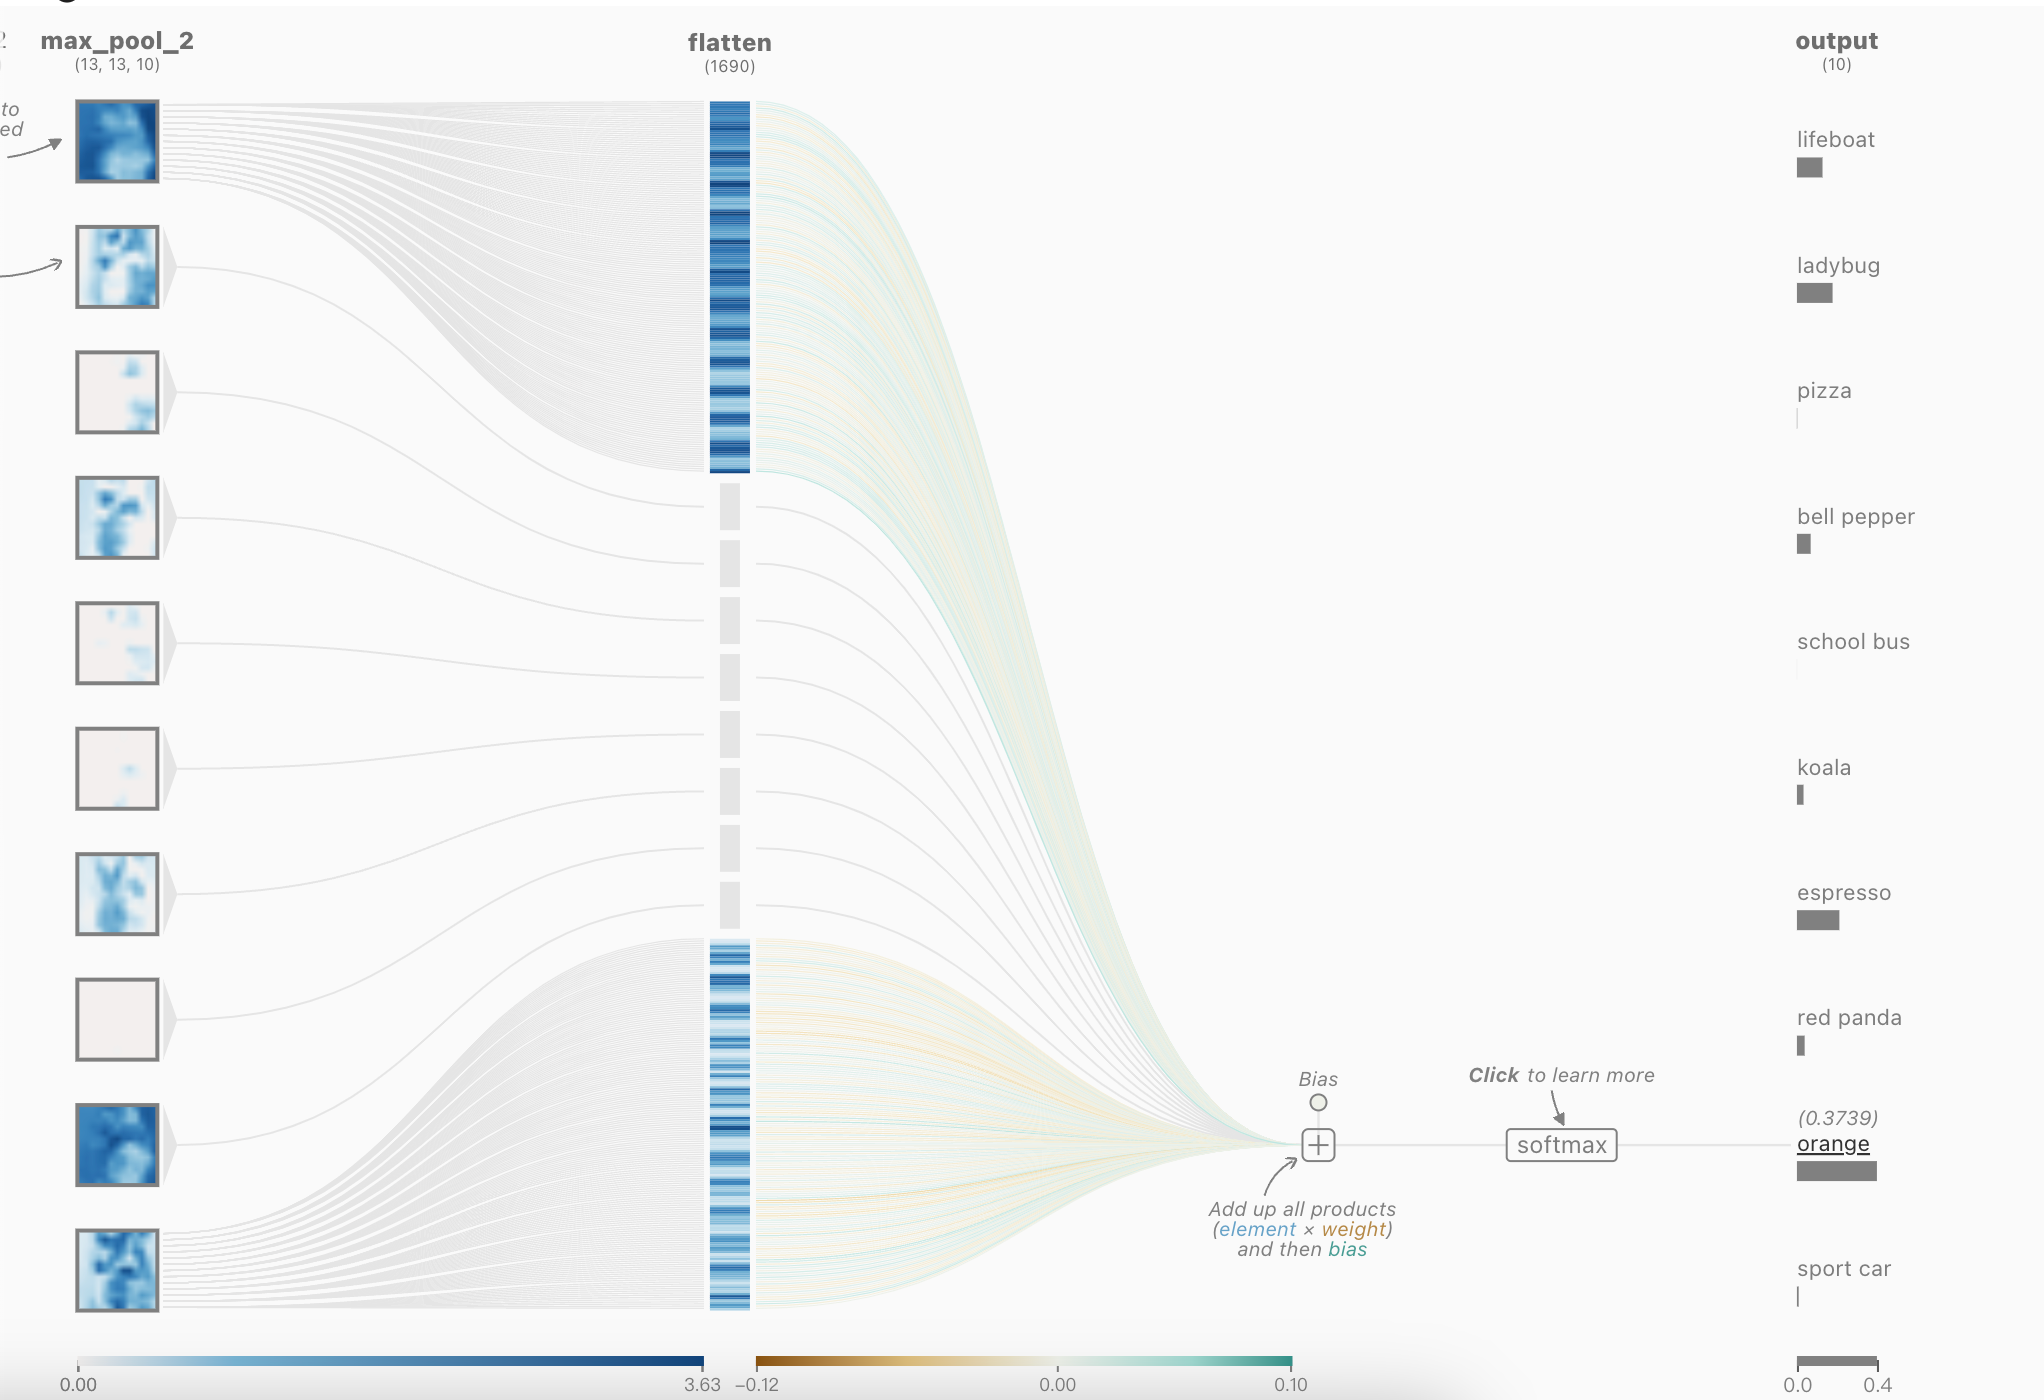 max_pool_2
(13, 13, 10)
flatten
(1690)
output
(10)
to
ed
lifeboat
ladybug
pizza
bell pepper
school bus
koala
espresso
red panda
(0.3739)
orange
sport car
Bias
Click to learn more
softmax
Add up all products
(element × weight)
and then bias
0.00
3.63
−0.12
0.00
0.10
0.0
0.4